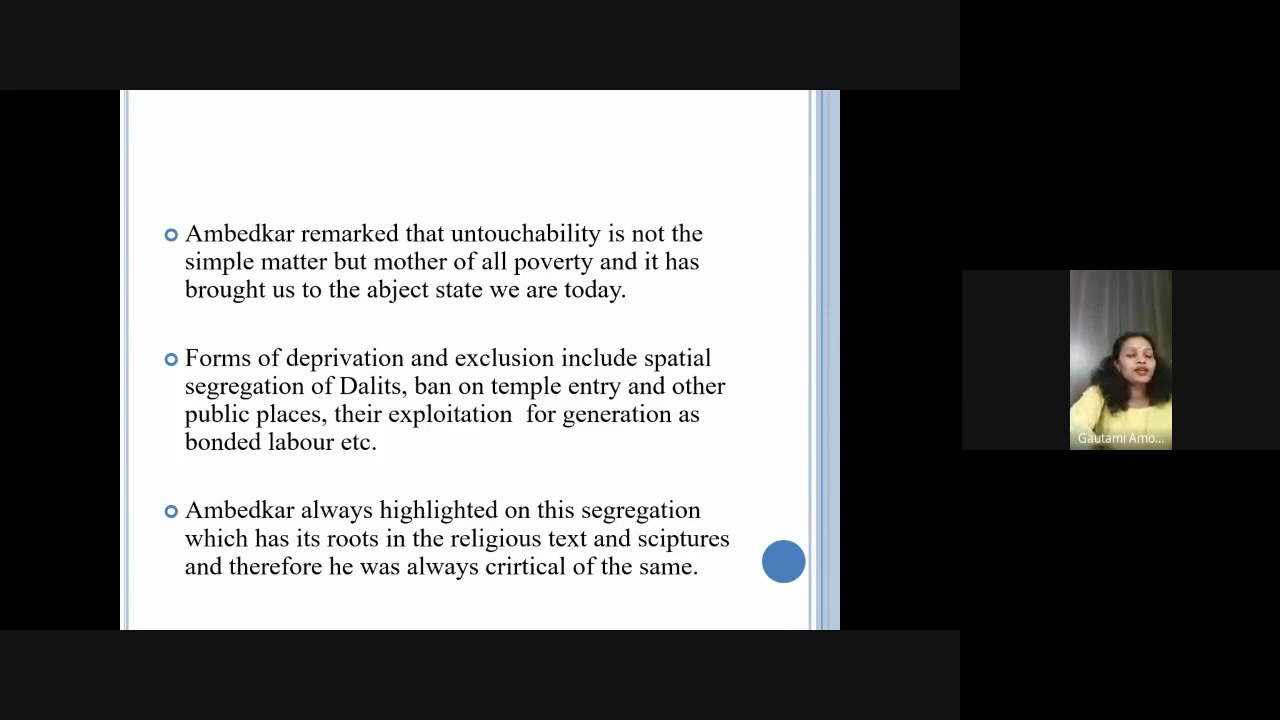 Ambedkar remarked that untouchability is not the
simple matter but mother of all poverty and it has
brought us to the abject state we are today.
Forms of deprivation and exclusion include spatial
segregation of Dalits, ban on temple entry and other
public places, their exploitation for generation as
bonded labour etc.
Ambedkar always highlighted on this segregation
which has its roots in the religious text and sciptures
and therefore he was always crirtical of the same.
Gautami Amo...